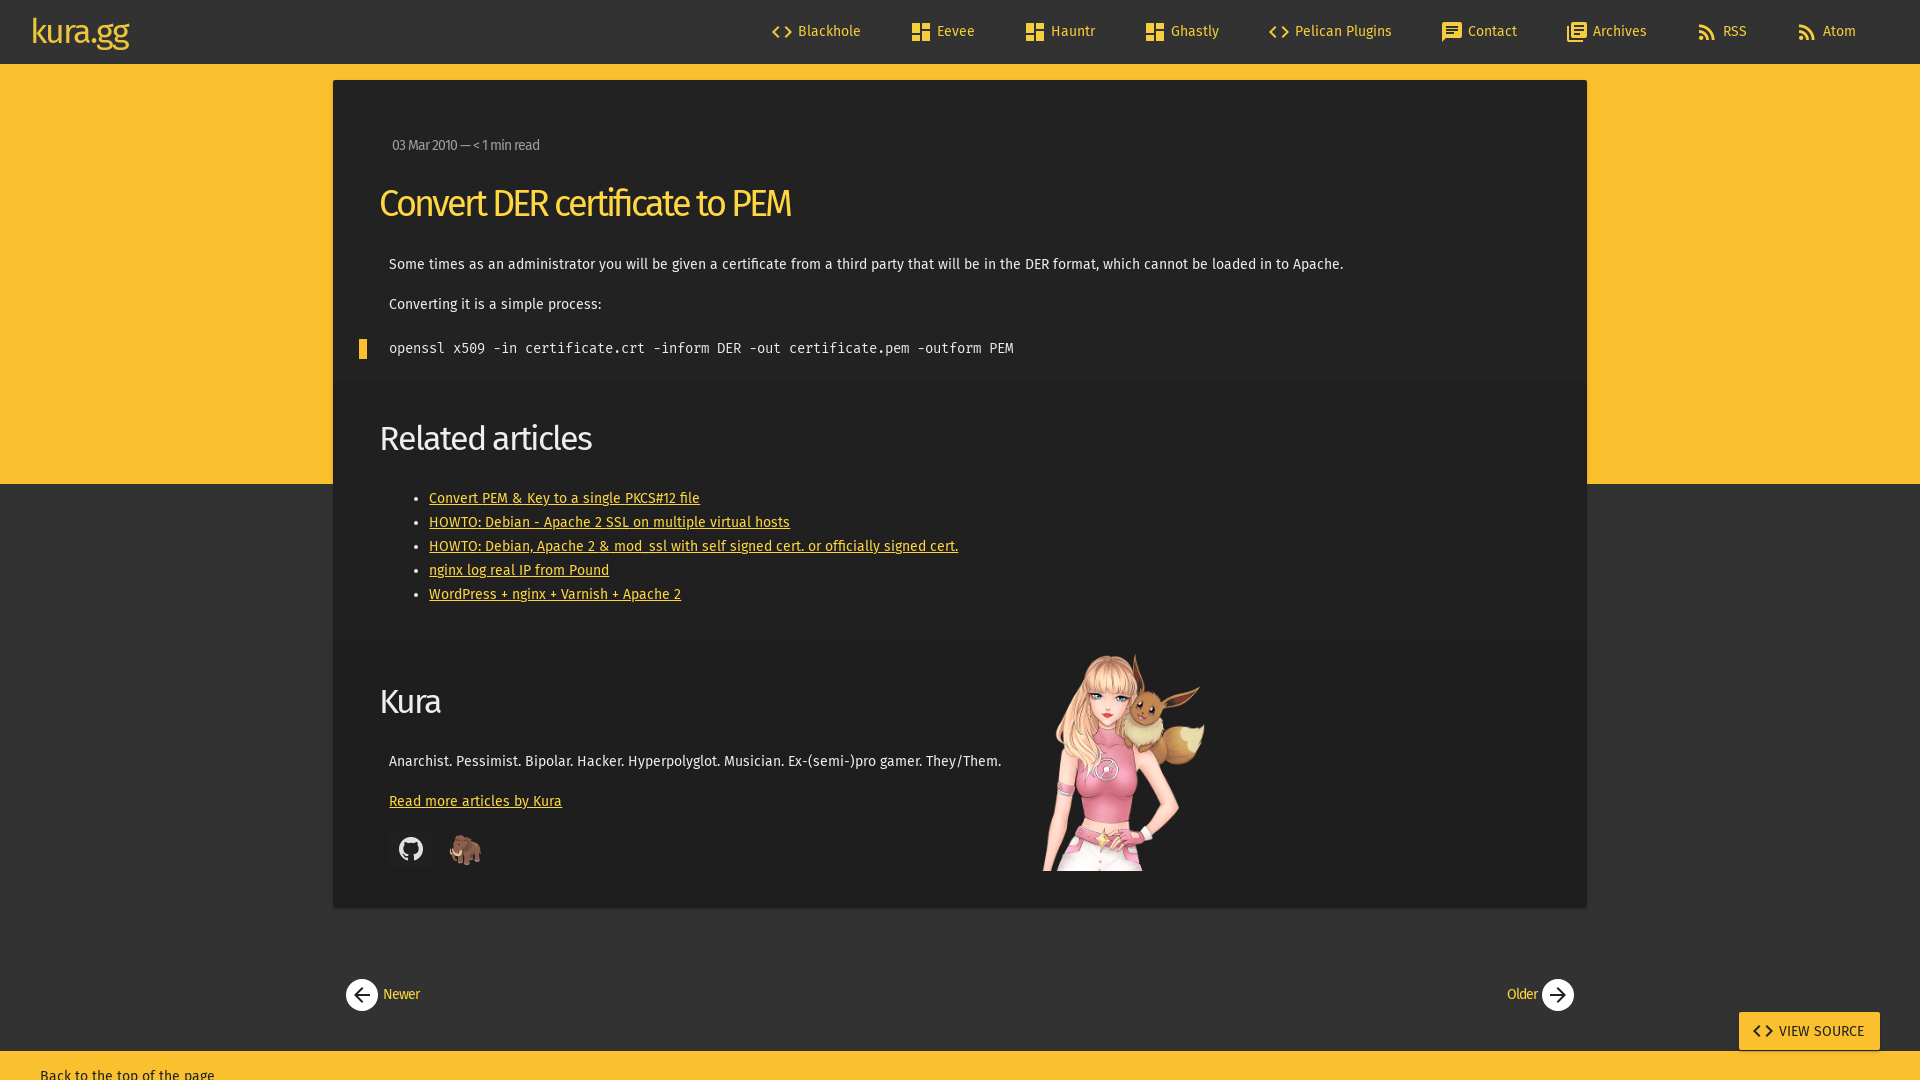 kura.gg
Blackhole
Eevee
Hauntr
Ghastly
Pelican Plugins
Contact
Archives
RSS
Atom
03 Mar 2010 — < 1 min read
Convert DER certificate to PEM
Some times as an administrator you will be given a certificate from a third party that will be in the DER format, which cannot be loaded in to Apache.
Converting it is a simple process:
openssl x509 -in certificate.crt -inform DER -out certificate.pem -outform PEM
Related articles
Convert PEM & Key to a single PKCS#12 file
HOWTO: Debian - Apache 2 SSL on multiple virtual hosts
HOWTO: Debian, Apache 2 & mod_ssl with self signed cert. or officially signed cert.
nginx log real IP from Pound
WordPress + nginx + Varnish + Apache 2
Kura
Anarchist. Pessimist. Bipolar. Hacker. Hyperpolyglot. Musician. Ex-(semi-)pro gamer. They/Them.
Read more articles by Kura
Newer
Older
VIEW SOURCE
Back to the top of the page